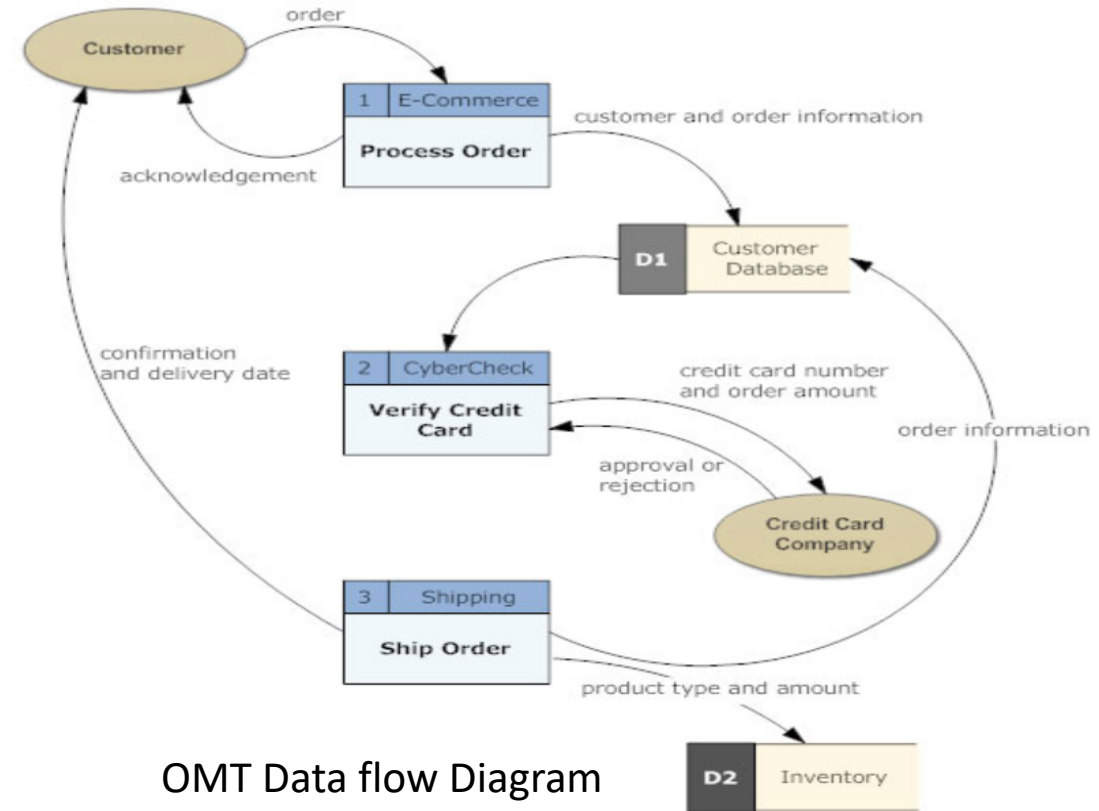 order
Customer
1 E-Commerce
Process Order
customer and order information
acknowledgement
D1
Customer
Database
confirmation
and delivery date
2 CyberCheck
Verify Credit
Card
credit card number
and order amount
order information
approval or
rejection
Credit Card
Company
3 Shipping
Ship Order
product type and amount
OMT Data flow Diagram
D2 Inventory